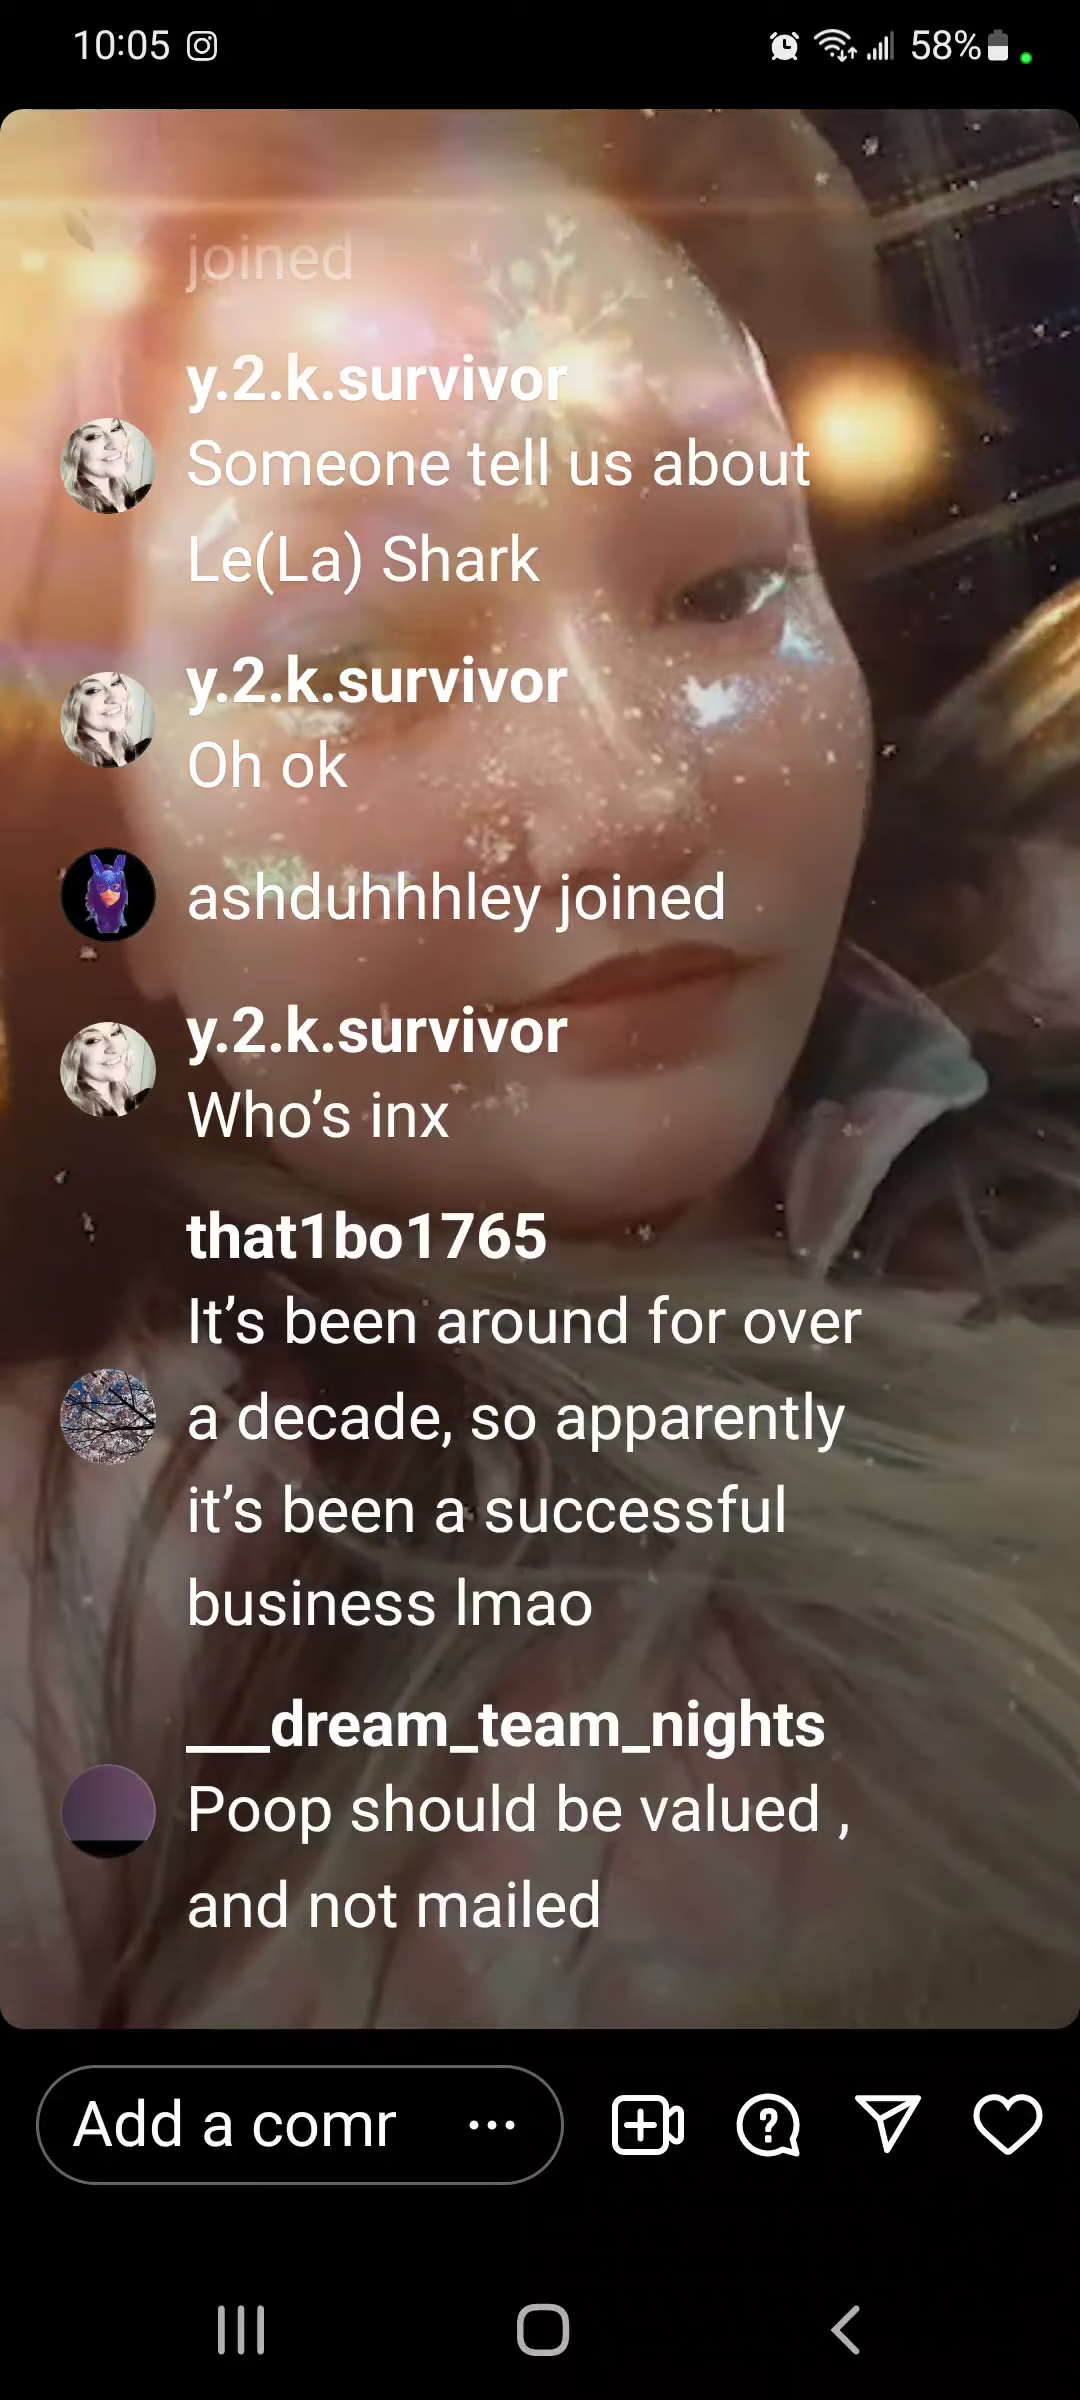 10:05
58%
joined
y.2.k.survivor
Someone tell us about
Le(La) Shark
y.2.k.survivor
Oh ok
ashduhhhley joined
y.2.k.survivor
Who’s inx
that1bo1765
It’s been around for over
a decade, so apparently
it’s been a successful
business lmao
___dream_team_nights
Poop should be valued ,
and not mailed
Add a comr